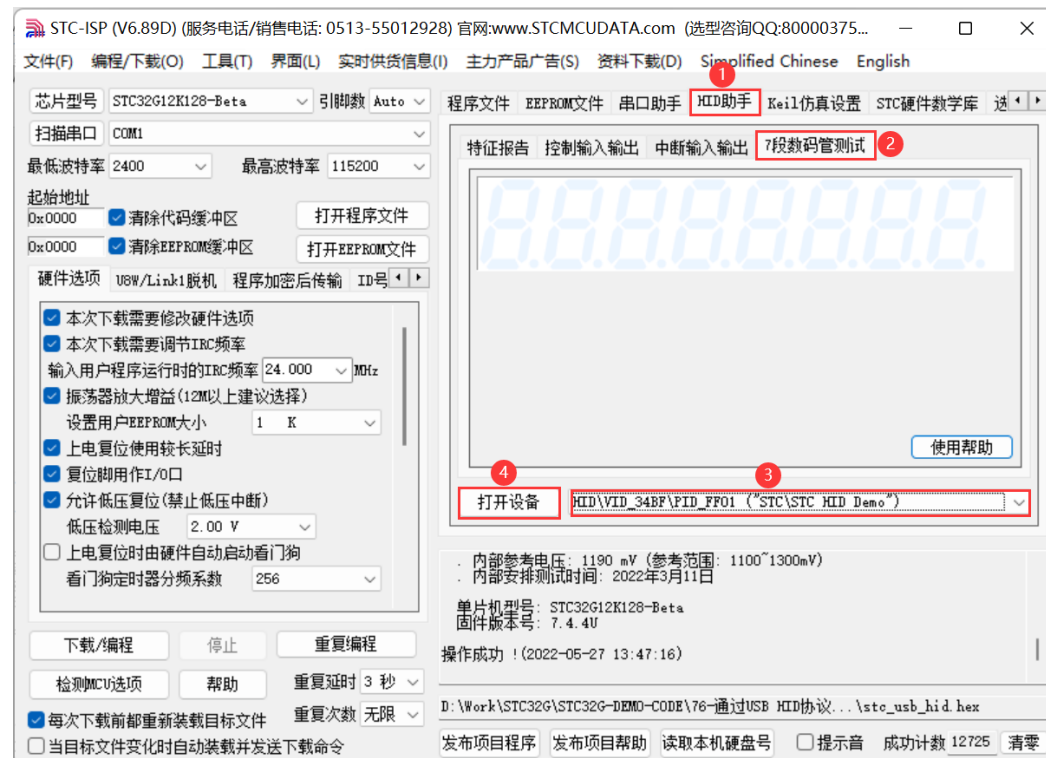 STC-ISP (V6.89D) (服务电话/销售电话: 0513-55012928) 官网:www.STCMCUDATA.com (选型咨询QQ:80000375...
文件(F) 编程/下载(O) 工具(T) 界面(L) 实时供货信息(I) 主力产品广告(S) 资料下载(D) Simplified Chinese English
1
芯片型号 STC32G12K128-Beta 引脚数 Auto
扫描串口 COM1
最低波特率 2400 最高波特率 115200
起始地址
0x0000 清除代码缓冲区 打开程序文件
0x0000 清除EEPROM缓冲区 打开EEPROM文件
硬件选项 U8W/Link1脱机 程序加密后传输 ID号
本次下载需要修改硬件选项
本次下载需要调节IRC频率
输入用户程序运行时的IRC频率 24.000 MHz
振荡器放大增益(12M以上建议选择)
设置用户EEPROM大小 1 K
上电复位使用较长延时
复位脚用作I/O口
允许低压复位(禁止低压中断)
低压检测电压 2.00 V
上电复位时由硬件自动启动看门狗
看门狗定时器分频系数 256
下载/编程 停止 重复编程
检测MCU选项 帮助 重复延时 3 秒
每次下载前都重新装载目标文件 重复次数 无限
当目标文件变化时自动装载并发送下载命令
程序文件 EEPROM文件 串口助手 HID助手 Keil仿真设置 STC硬件数学库 选
特征报告 控制输入输出 中断输入输出 7段数码管测试 2
8.8.8.8.8.8.8.8.
使用帮助
4 3
打开设备 HID\VID_34BF\PID_FF01 ("STC\STC HID Demo")
. 内部参考电压: 1190 mV (参考范围: 1100~1300mV)
. 内部安排测试时间: 2022年3月11日
单片机型号: STC32G12K128-Beta
固件版本号: 7.4.4U
操作成功 !(2022-05-27 13:47:16)
D:\Work\STC32G\STC32G-DEMO-CODE\76-通过USB HID协议...\stc_usb_hid.hex
发布项目程序 发布项目帮助 读取本机硬盘号 提示音 成功计数 12725 清零